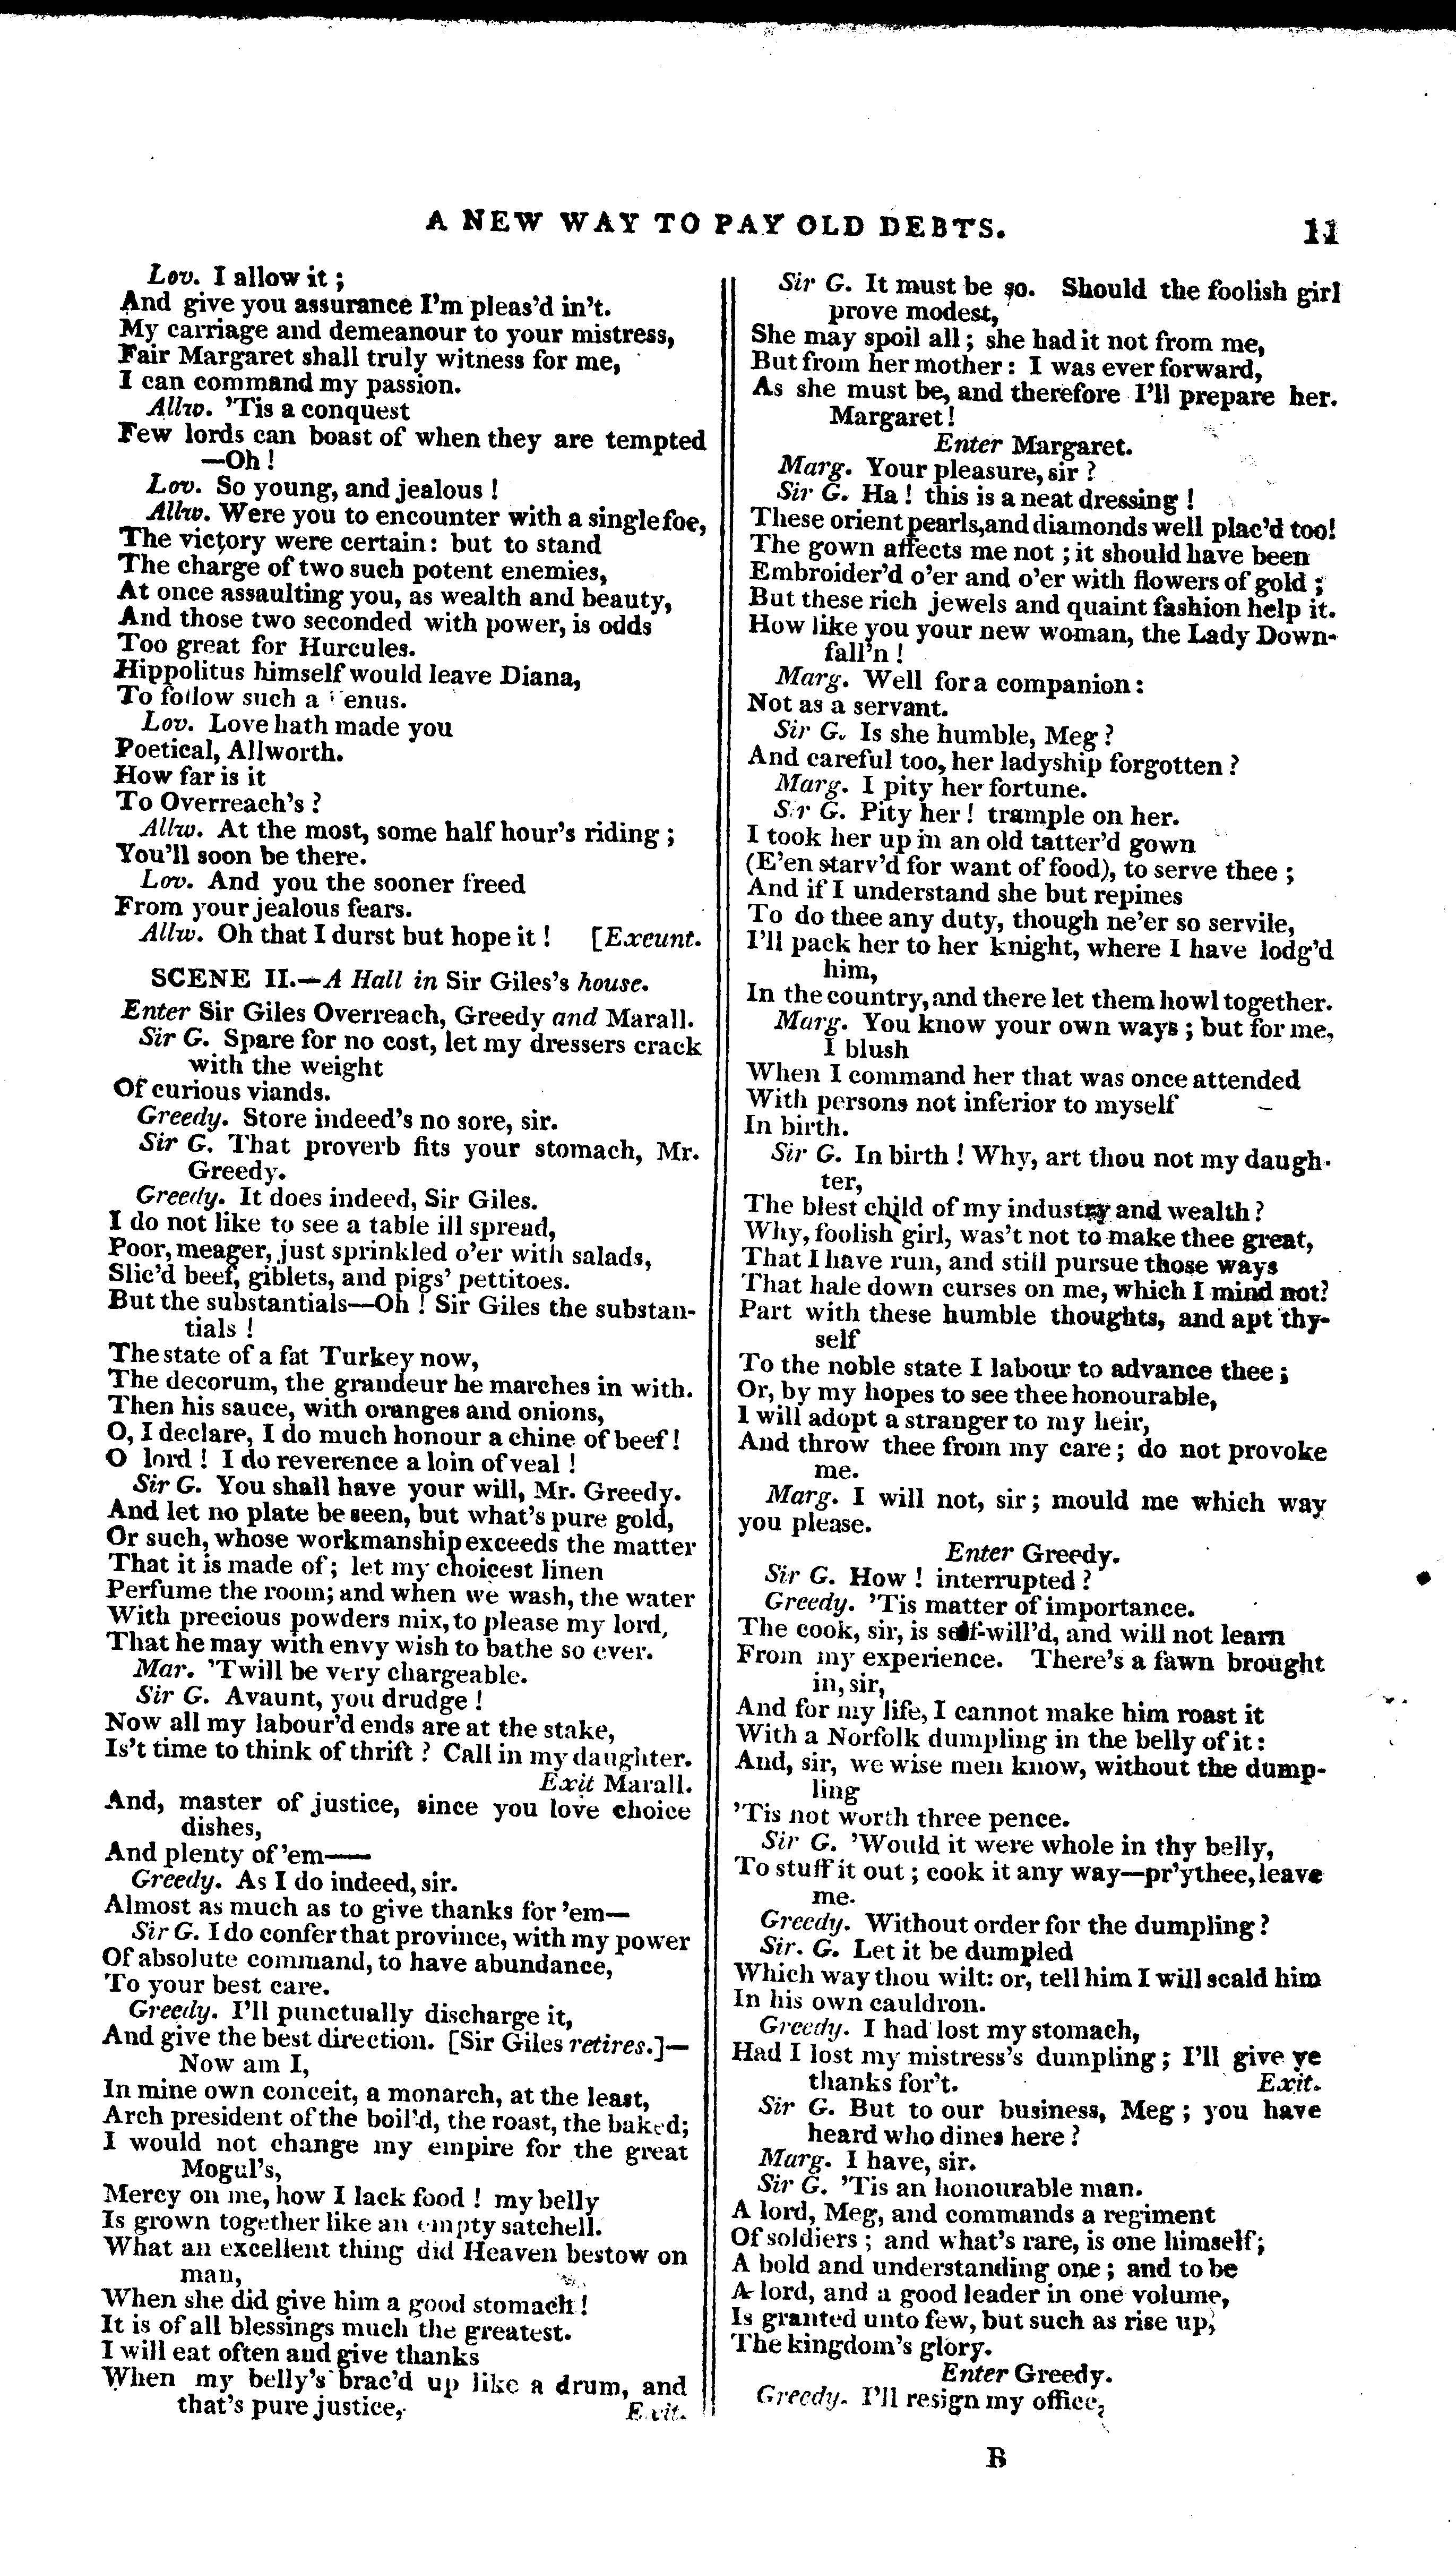 A NEW WAY TO PAY OLD DEBTS.
11
Lov. I allow it;
And give you assurance I'm pleas'd in't.
My carriage and demeanour to your mistress,
Fair Margaret shall truly witness for me,
I can command my passion.
Allw. 'Tis a conquest
Few lords can boast of when they are tempted
—Oh!
Lov. So young, and jealous!
Allw. Were you to encounter with a single foe,
The victory were certain: but to stand
The charge of two such potent enemies,
At once assaulting you, as wealth and beauty,
And those two seconded with power, is odds
Too great for Hurcules.
Hippolitus himself would leave Diana,
To follow such a enus.
Lov. Love hath made you
Poetical, Allworth.
How far is it
To Overreach's?
Allw. At the most, some half hour's riding;
You'll soon be there.
Lov. And you the sooner freed
From your jealous fears.
Allw. Oh that I durst but hope it! [Exeunt.
SCENE II.—A Hall in Sir Giles's house.
Enter Sir Giles Overreach, Greedy and Marall.
Sir G. Spare for no cost, let my dressers crack
with the weight
Of curious viands.
Greedy. Store indeed's no sore, sir.
Sir G. That proverb fits your stomach, Mr.
Greedy.
Greedy. It does indeed, Sir Giles.
I do not like to see a table ill spread,
Poor, meager, just sprinkled o'er with salads,
Slic'd beef, giblets, and pigs' pettitoes.
But the substantials—Oh! Sir Giles the substan-
tials!
The state of a fat Turkey now,
The decorum, the grandeur he marches in with.
Then his sauce, with oranges and onions,
O, I declare, I do much honour a chine of beef!
O lord! I do reverence a loin of veal!
Sir G. You shall have your will, Mr. Greedy.
And let no plate be seen, but what's pure gold,
Or such, whose workmanship exceeds the matter
That it is made of; let my choicest linen
Perfume the room; and when we wash, the water
With precious powders mix, to please my lord,
That he may with envy wish to bathe so ever.
Mar. 'Twill be very chargeable.
Sir G. Avaunt, you drudge!
Now all my labour'd ends are at the stake,
Is't time to think of thrift? Call in my daughter.
Exit Marall.
And, master of justice, since you love choice
dishes,
And plenty of 'em——
Greedy. As I do indeed, sir.
Almost as much as to give thanks for 'em—
Sir G. I do confer that province, with my power
Of absolute command, to have abundance,
To your best care.
Greedy. I'll punctually discharge it,
And give the best direction. [Sir Giles retires.]—
Now am I,
In mine own conceit, a monarch, at the least,
Arch president of the boil'd, the roast, the baked;
I would not change my empire for the great
Mogul's,
Mercy on me, how I lack food! my belly
Is grown together like an empty satchell.
What an excellent thing did Heaven bestow on
man,
When she did give him a good stomach!
It is of all blessings much the greatest.
I will eat often and give thanks
When my belly's brac'd up like a drum, and
that's pure justice, Exit.
Sir G. It must be so. Should the foolish girl
prove modest,
She may spoil all; she had it not from me,
But from her mother: I was ever forward,
As she must be, and therefore I'll prepare her.
Margaret!
Enter Margaret.
Marg. Your pleasure, sir?
Sir G. Ha! this is a neat dressing!
These orient pearls, and diamonds well plac'd too!
The gown affects me not; it should have been
Embroider'd o'er and o'er with flowers of gold;
But these rich jewels and quaint fashion help it.
How like you your new woman, the Lady Down-
fall'n!
Marg. Well for a companion:
Not as a servant.
Sir G. Is she humble, Meg?
And careful too, her ladyship forgotten?
Marg. I pity her fortune.
Sir G. Pity her! trample on her.
I took her up in an old tatter'd gown
(E'en starv'd for want of food), to serve thee;
And if I understand she but repines
To do thee any duty, though ne'er so servile,
I'll pack her to her knight, where I have lodg'd
him,
In the country, and there let them howl together.
Marg. You know your own ways; but for me,
I blush
When I command her that was once attended
With persons not inferior to myself
In birth.
Sir G. In birth! Why, art thou not my daugh-
ter,
The blest child of my industry and wealth?
Why, foolish girl, was't not to make thee great,
That I have run, and still pursue those ways
That hale down curses on me, which I mind not?
Part with these humble thoughts, and apt thy-
self
To the noble state I labour to advance thee;
Or, by my hopes to see thee honourable,
I will adopt a stranger to my heir,
And throw thee from my care; do not provoke
me.
Marg. I will not, sir; mould me which way
you please.
Enter Greedy.
Sir G. How! interrupted?
Greedy. 'Tis matter of importance.
The cook, sir, is self-will'd, and will not learn
From my experience. There's a fawn brought
in, sir,
And for my life, I cannot make him roast it
With a Norfolk dumpling in the belly of it:
And, sir, we wise men know, without the dump-
ling
'Tis not worth three pence.
Sir G. 'Would it were whole in thy belly,
To stuff it out; cook it any way—pr'ythee, leave
me.
Greedy. Without order for the dumpling?
Sir. G. Let it be dumpled
Which way thou wilt: or, tell him I will scald him
In his own cauldron.
Greedy. I had lost my stomach,
Had I lost my mistress's dumpling; I'll give ye
thanks for't. Exit.
Sir G. But to our business, Meg; you have
heard who dines here?
Marg. I have, sir.
Sir G. 'Tis an honourable man.
A lord, Meg, and commands a regiment
Of soldiers; and what's rare, is one himself;
A bold and understanding one; and to be
A lord, and a good leader in one volume,
Is granted unto few, but such as rise up,
The kingdom's glory.
Enter Greedy.
Greedy. I'll resign my office,
B